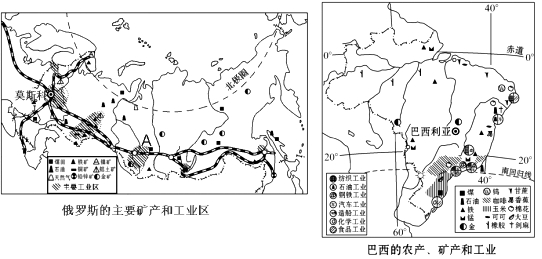 北极圈
莫斯科
A
煤田
铁矿
镍矿
石油
铜矿
铝土矿
天然气
铅锌矿
金矿
主要工业区
俄罗斯的主要矿产和工业区
40°
赤道
0°
0°
巴西利亚
20°
20°
南回归线
60°
40°
纺织工业
石油工业
钢铁工业
汽车工业
造船工业
化学工业
食品工业
煤
石油
铁
锰
金
钨
咖啡
玉米
可可
橡胶
甘蔗
香蕉
棉花
大豆
剑麻
巴西的农产、矿产和工业